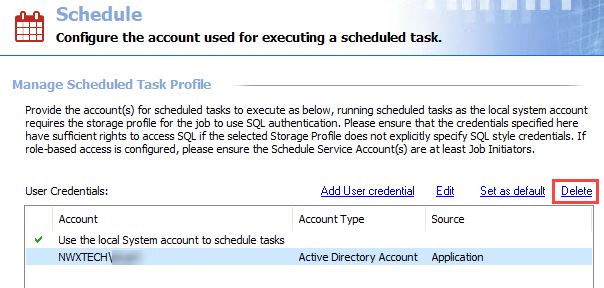 Schedule
Configure the account used for executing a scheduled task.
Manage Scheduled Task Profile
Provide the account(s) for scheduled tasks to execute as below, running scheduled tasks as the local system account
requires the storage profile for the job to use SQL authentication. Please ensure that the credentials specified here
have sufficient rights to access SQL if the selected Storage Profile does not explicitly specify SQL style credentials. If
role-based access is configured, please ensure the Schedule Service Account(s) are at least Job Initiators.
User Credentials: Add User credential Edit Set as default Delete
Account Account Type Source
Use the local System account to schedule tasks
NWXTECH\ Active Directory Account Application